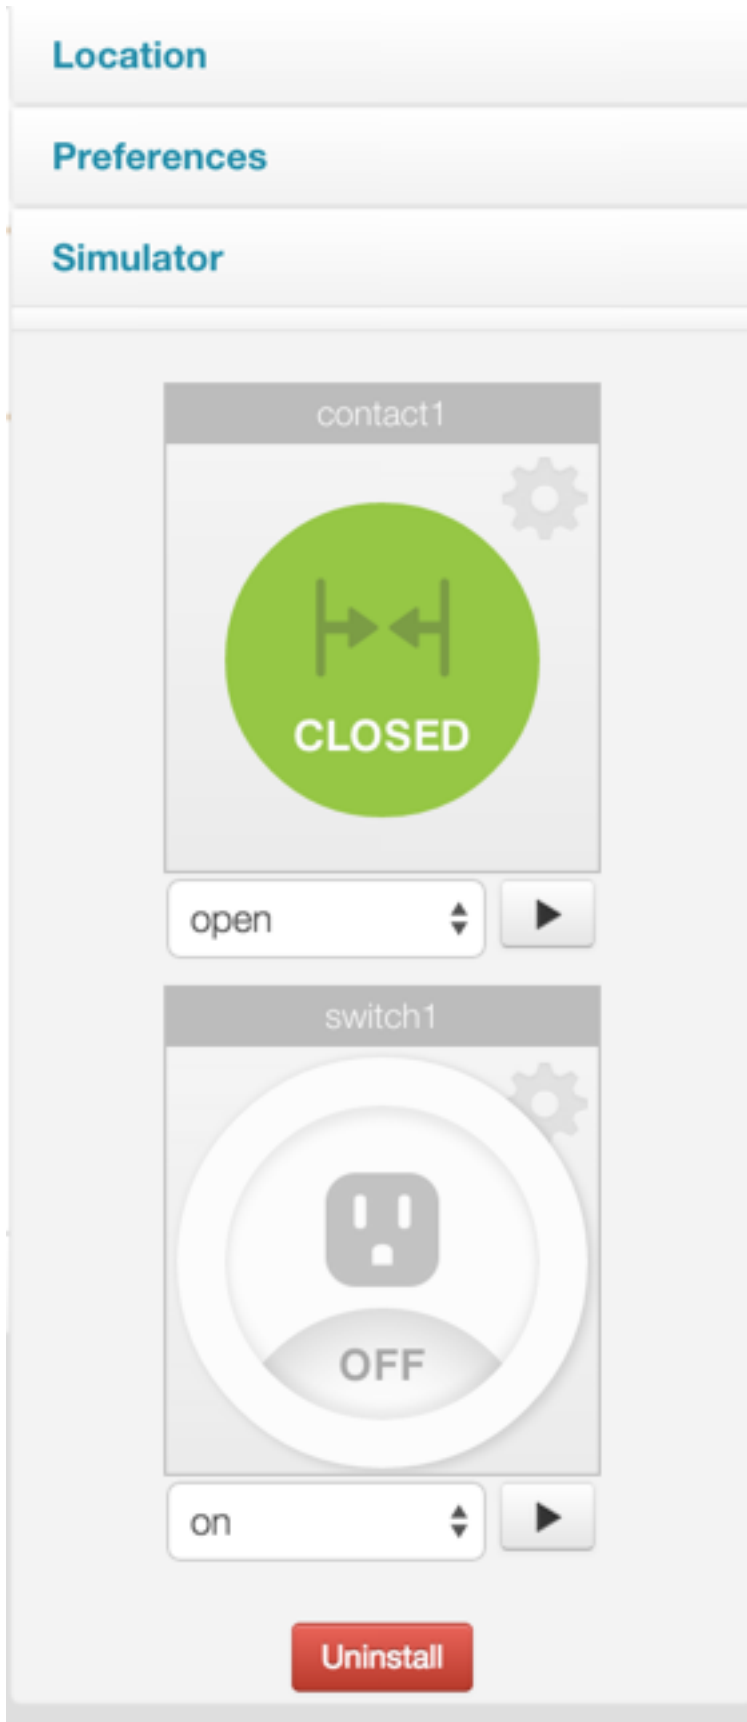 Location
Preferences
Simulator
contact1
CLOSED
open
switch1
OFF
on
Uninstall